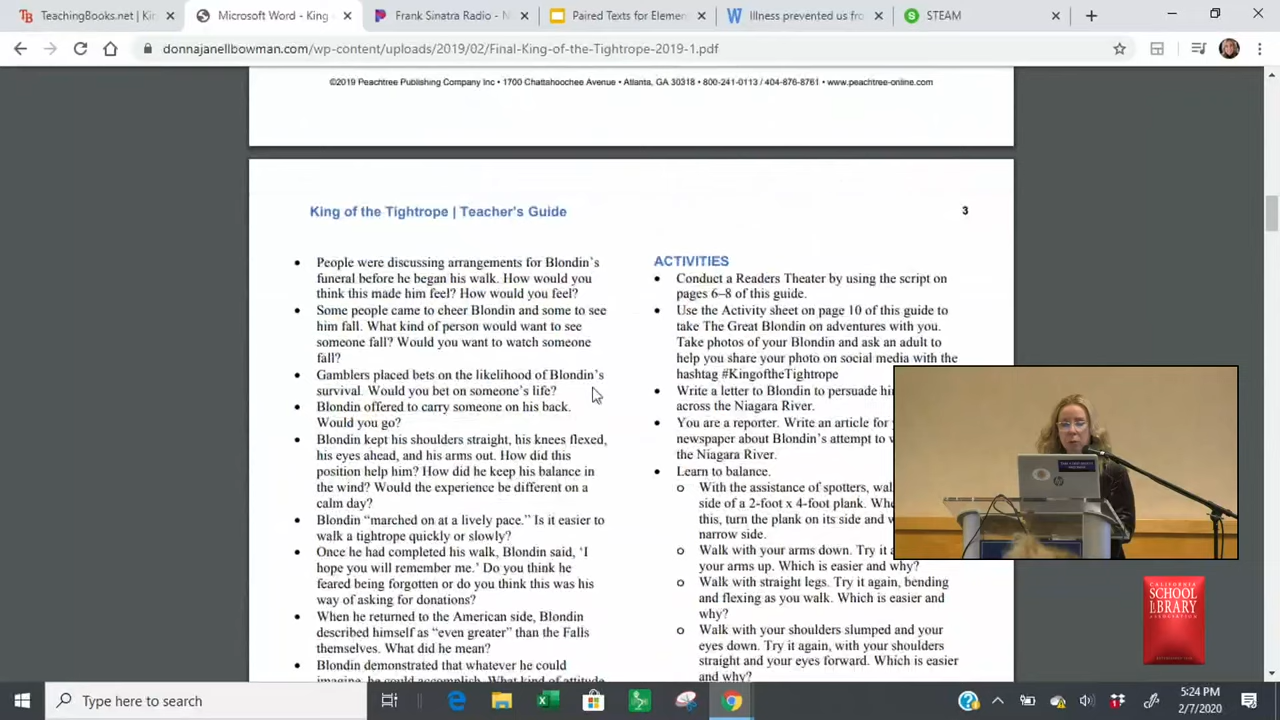 TeachingBooks.net | Kin
Microsoft Word - King
Frank Sinatra Radio - N
Paired Texts for Elemen
Illness prevented us fro
STEAM
donnajanellbowman.com/wp-content/uploads/2019/02/Final-King-of-the-Tightrope-2019-1.pdf
©2019 Peachtree Publishing Company Inc • 1700 Chattahoochee Avenue • Atlanta, GA 30318 • 800-241-0113 / 404-876-8761 • www.peachtree-online.com
King of the Tightrope | Teacher's Guide
3
• People were discussing arrangements for Blondin's
funeral before he began his walk. How would you
think this made him feel? How would you feel?
• Some people came to cheer Blondin and some to see
him fall. What kind of person would want to see
someone fall? Would you want to watch someone
fall?
• Gamblers placed bets on the likelihood of Blondin's
survival. Would you bet on someone's life?
• Blondin offered to carry someone on his back.
Would you go?
• Blondin kept his shoulders straight, his knees flexed,
his eyes ahead, and his arms out. How did this
position help him? How did he keep his balance in
the wind? Would the experience be different on a
calm day?
• Blondin "marched on at a lively pace." Is it easier to
walk a tightrope quickly or slowly?
• Once he had completed his walk, Blondin said, 'I
hope you will remember me.' Do you think he
feared being forgotten or do you think this was his
way of asking for donations?
• When he returned to the American side, Blondin
described himself as "even greater" than the Falls
themselves. What did he mean?
• Blondin demonstrated that whatever he could
imagine, he could accomplish. What kind of attitude
ACTIVITIES
• Conduct a Readers Theater by using the script on
pages 6–8 of this guide.
• Use the Activity sheet on page 10 of this guide to
take The Great Blondin on adventures with you.
Take photos of your Blondin and ask an adult to
help you share your photo on social media with the
hashtag #KingoftheTightrope
• Write a letter to Blondin to persuade hi
across the Niagara River.
• You are a reporter. Write an article for
newspaper about Blondin's attempt to
the Niagara River.
• Learn to balance.
o With the assistance of spotters, wal
side of a 2-foot x 4-foot plank. Whe
this, turn the plank on its side and w
narrow side.
o Walk with your arms down. Try it a
your arms up. Which is easier and why?
o Walk with straight legs. Try it again, bending
and flexing as you walk. Which is easier and
why?
o Walk with your shoulders slumped and your
eyes down. Try it again, with your shoulders
straight and your eyes forward. Which is easier
and why?
CALIFORNIA
SCHOOL
LIBRARY
ASSOCIATION
Type here to search
5:24 PM
2/7/2020